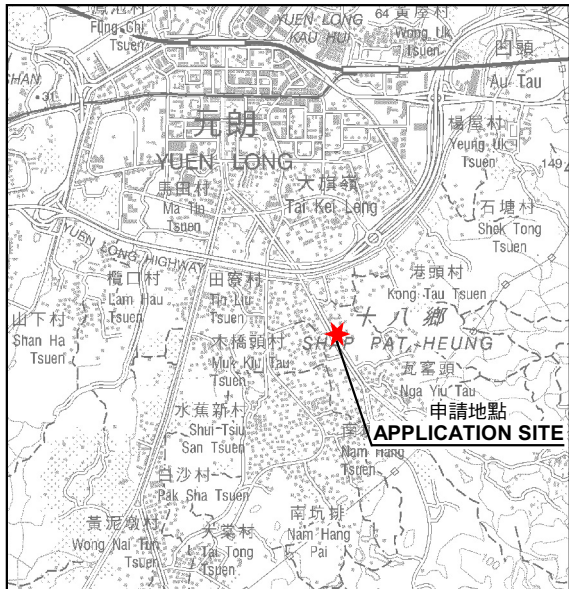 鳳池村
Fung Chi
Tsuen
YUEN LONG
KAU HUI
64
黃屋村
Wong Uk
Tsuen
凹頭
Au Tau
SHAN
31
元朗
YUEN LONG
楊屋村
Yeung Uk
Tsuen
149
馬田村
Ma Tin
Tsuen
大旗嶺
Tai Kei Leng
石塘村
Shek Tong
Tsuen
YUEN LONG HIGHWAY
欖口村
Lam Hau
Tsuen
田寮村
Tin Liu
Tsuen
港頭村
Kong Tau Tsuen
山下村
Shan Ha
Tsuen
木橋頭村
Muk Kiu Tau
Tsuen
十八鄉
SHAP PAT HEUNG
瓦窰頭
Nga Yiu Tau
水蕉新村
Shui Tsiu
San Tsuen
申請地點
APPLICATION SITE
Nam Hang
Tsuen
白沙村
Pak Sha Tsuen
黃泥墩村
Wong Nai Tun
Tsuen
大棠村
Tai Tong
Tsuen
南坑排
Nam Hang
Pai